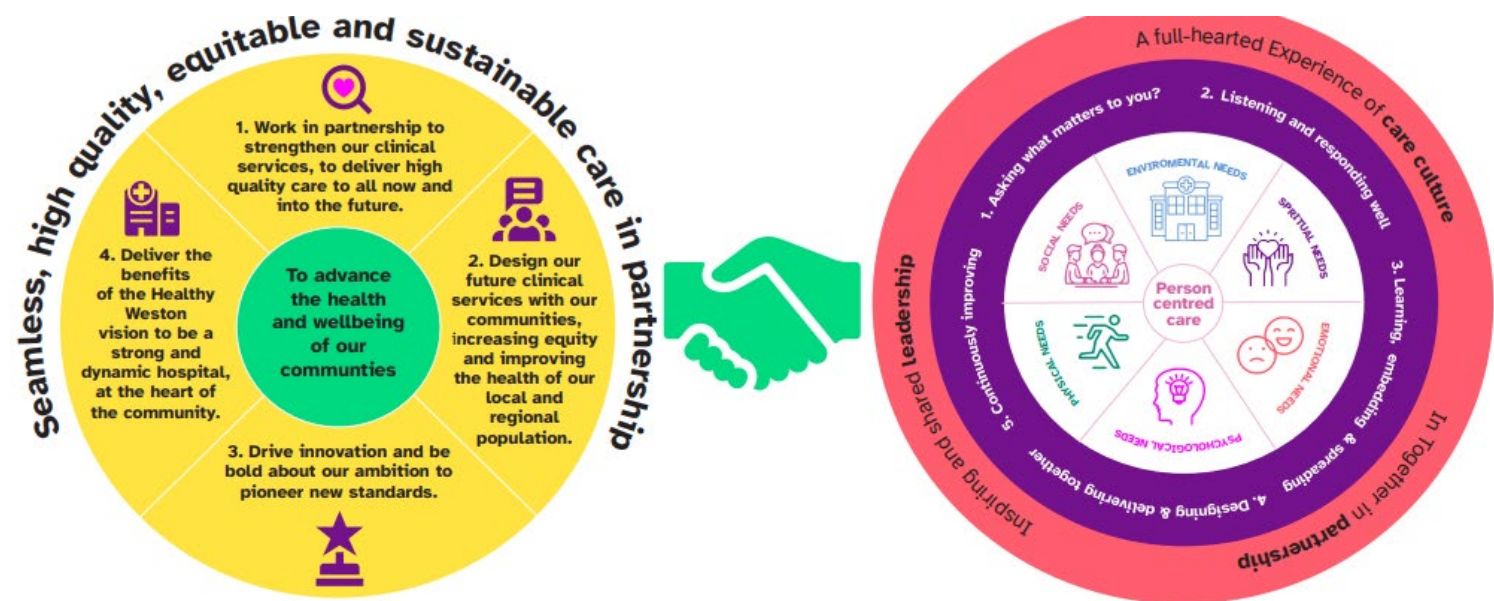 Seamless, high quality, equitable and sustainable care in partnership
1. Work in partnership to
strengthen our clinical
services, to deliver high
quality care to all now and
into the future.
2. Design our
future clinical
services with our
communities,
increasing equity
and improving
the health of our
local and
regional
population.
3. Drive innovation and be
bold about our ambition to
pioneer new standards.
4. Deliver the
benefits
of the Healthy
Weston
vision to be a
strong and
dynamic hospital,
at the heart of
the community.
To advance
the health
and wellbeing
of our
communties
A full-hearted Experience of care culture
In Together in partnership
Inspiring and shared leadership
1. Asking what matters to you?
2. Listening and responding well
3. Learning, embedding & spreading
4. Designing & delivering together
5. Continuously improving
ENVIROMENTAL NEEDS
SPRITUAL NEEDS
EMOTIONAL NEEDS
PSYCHOLOGICAL NEEDS
PHYSICAL NEEDS
SOCIAL NEEDS
Person
centred
care